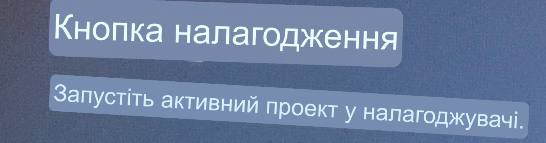 Кнопка налагодження
Запустіть активний проект у налагоджувачі.